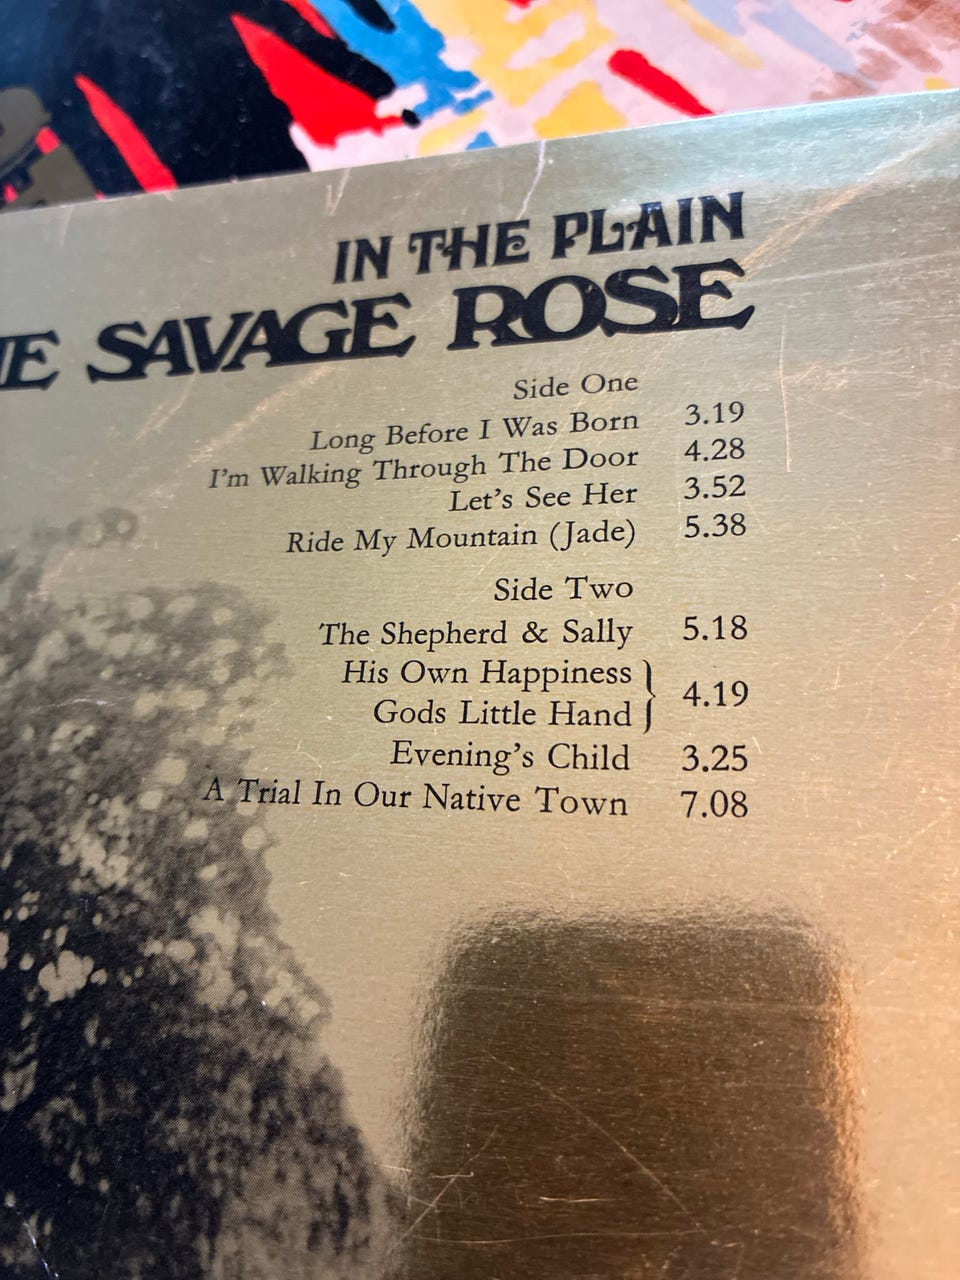 IN THE PLAIN
SAVAGE ROSE
Side One
Long Before I Was Born 3.19
I'm Walking Through The Door 4.28
Let's See Her 3.52
Ride My Mountain (Jade) 5.38
Side Two
The Shepherd & Sally 5.18
His Own Happiness
Gods Little Hand } 4.19
Evening's Child 3.25
A Trial In Our Native Town 7.08